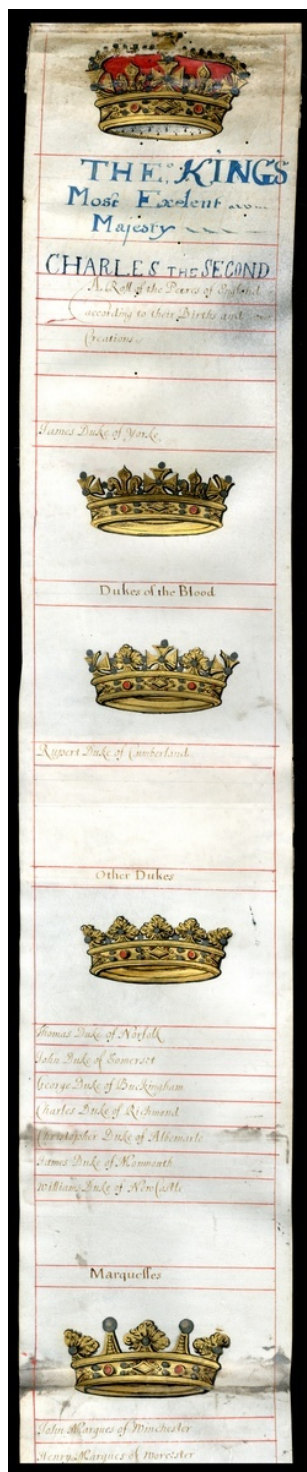 THE KINGS
Most Exelent
Majesty
CHARLES THE SECOND
A Roll of the Peeres of England
according to their Births and
Creations
James Duke of Yorke
Dukes of the Blood
Rupert Duke of Cumberland
Other Dukes
Thomas Duke of Norfolk
John Duke of Somerset
George Duke of Buckingham
Charles Duke of Richmond
Christopher Duke of Albemarle
James Duke of Monmouth
William Duke of NewCastle
Marquesses
John Marques of Winchester
Henry Marques of Worcester